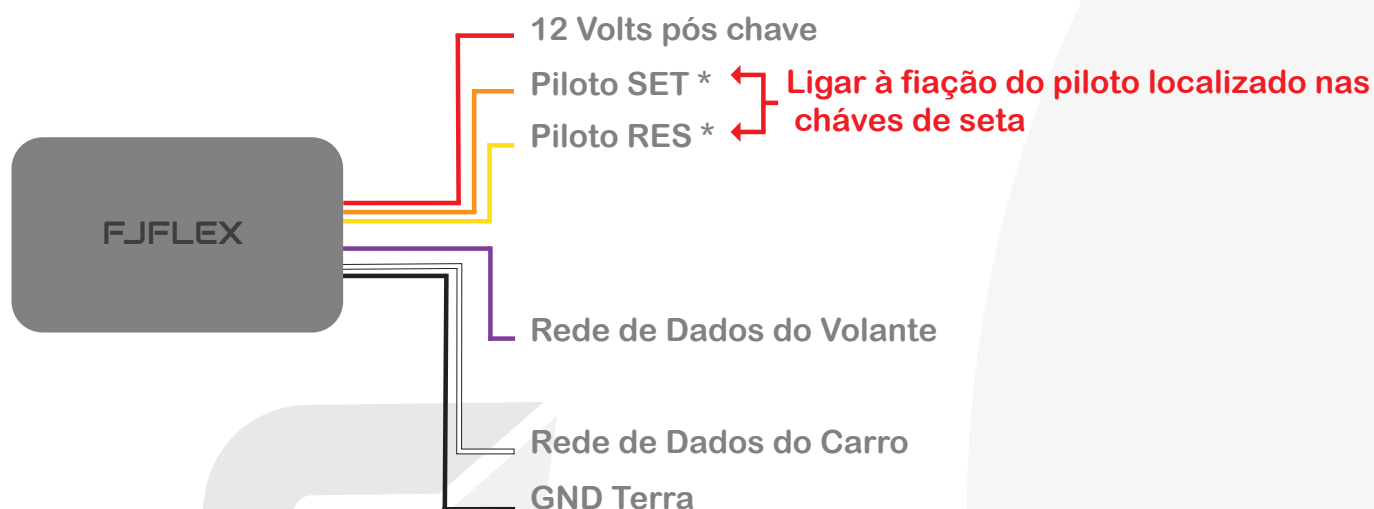 12 Volts pós chave
Piloto SET *
Ligar à fiação do piloto localizado nas
cháves de seta
Piloto RES *
FJFLEX
Rede de Dados do Volante
Rede de Dados do Carro
GND Terra